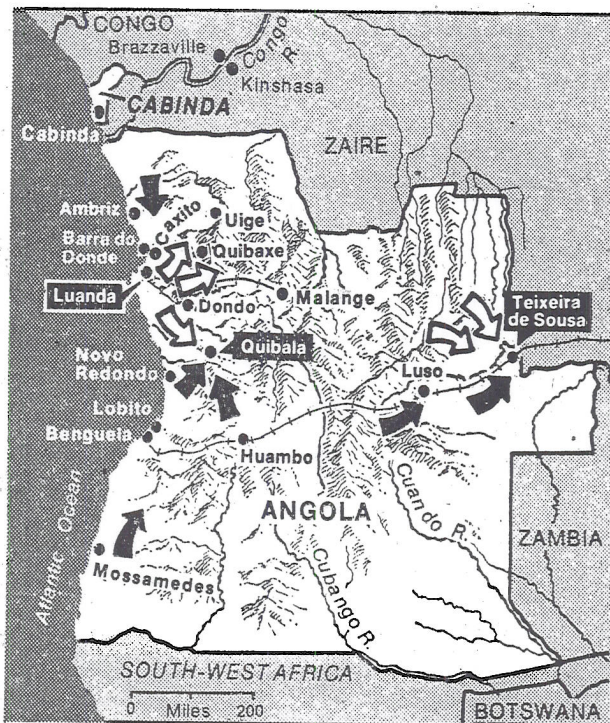 CONGO
Brazzaville
Congo R.
Kinshasa
CABINDA
Cabinda
ZAIRE
Ambriz
Caxito
Uige
Barra do
Donde
Quibaxe
Luanda
Dondo
Malange
Teixeira
de Sousa
Novo
Redondo
Quibala
Luso
Lobito
Benguela
Huambo
ANGOLA
Cuando R.
ZAMBIA
Atlantic Ocean
Mossamedes
Cubango R.
SOUTH-WEST AFRICA
0 Miles 200
BOTSWANA